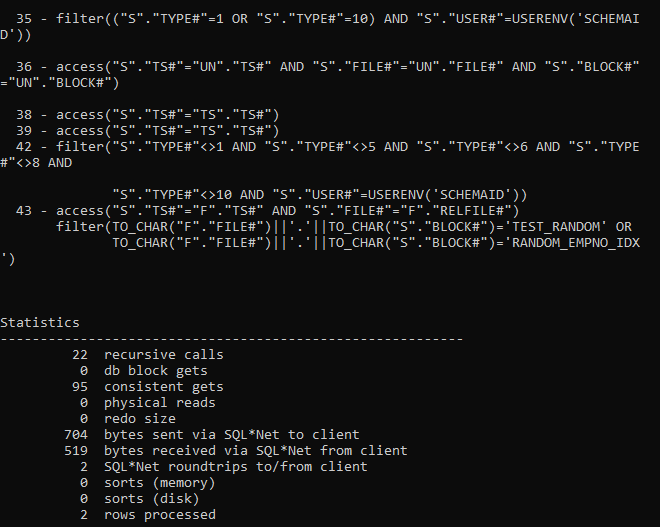 35 - filter(("S"."TYPE#"=1 OR "S"."TYPE#"=10) AND "S"."USER#"=USERENV('SCHEMAI
D'))
  36 - access("S"."TS#"="UN"."TS#" AND "S"."FILE#"="UN"."FILE#" AND "S"."BLOCK#"
="UN"."BLOCK#")
  38 - access("S"."TS#"="TS"."TS#")
  39 - access("S"."TS#"="TS"."TS#")
  42 - filter("S"."TYPE#"<>1 AND "S"."TYPE#"<>5 AND "S"."TYPE#"<>6 AND "S"."TYPE
#"<>8 AND
              "S"."TYPE#"<>10 AND "S"."USER#"=USERENV('SCHEMAID'))
  43 - access("S"."TS#"="F"."TS#" AND "S"."FILE#"="F"."RELFILE#")
       filter(TO_CHAR("F"."FILE#")||'.'||TO_CHAR("S"."BLOCK#")='TEST_RANDOM' OR
              TO_CHAR("F"."FILE#")||'.'||TO_CHAR("S"."BLOCK#")='RANDOM_EMPNO_IDX
')
Statistics
----------------------------------------------------------
         22  recursive calls
          0  db block gets
         95  consistent gets
          0  physical reads
          0  redo size
        704  bytes sent via SQL*Net to client
        519  bytes received via SQL*Net from client
          2  SQL*Net roundtrips to/from client
          0  sorts (memory)
          0  sorts (disk)
          2  rows processed